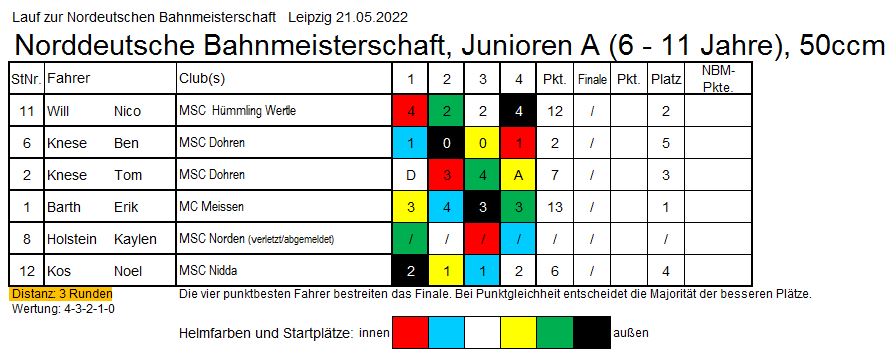 Lauf zur Nordeutschen Bahnmeisterschaft Leipzig 21.05.2022
Norddeutsche Bahnmeisterschaft, Junioren A (6 - 11 Jahre), 50ccm
StNr. Fahrer Club(s) 1 2 3 4 Pkt. Finale Pkt. Platz NBM-Pkte.
11 Will Nico MSC Hümmling Wertle 4 2 2 4 12 / 2
6 Knese Ben MSC Dohren 1 0 0 1 2 / 5
2 Knese Tom MSC Dohren D 3 4 A 7 / 3
1 Barth Erik MC Meissen 3 4 3 3 13 / 1
8 Holstein Kaylen MSC Norden (verletzt/abgemeldet) / / / / / /
12 Kos Noel MSC Nidda 2 1 1 2 6 / 4
Distanz: 3 Runden Die vier punktbesten Fahrer bestreiten das Finale. Bei Punktgleichheit entscheidet die Majorität der besseren Plätze.
Wertung: 4-3-2-1-0
Helmfarben und Startplätze: innen außen